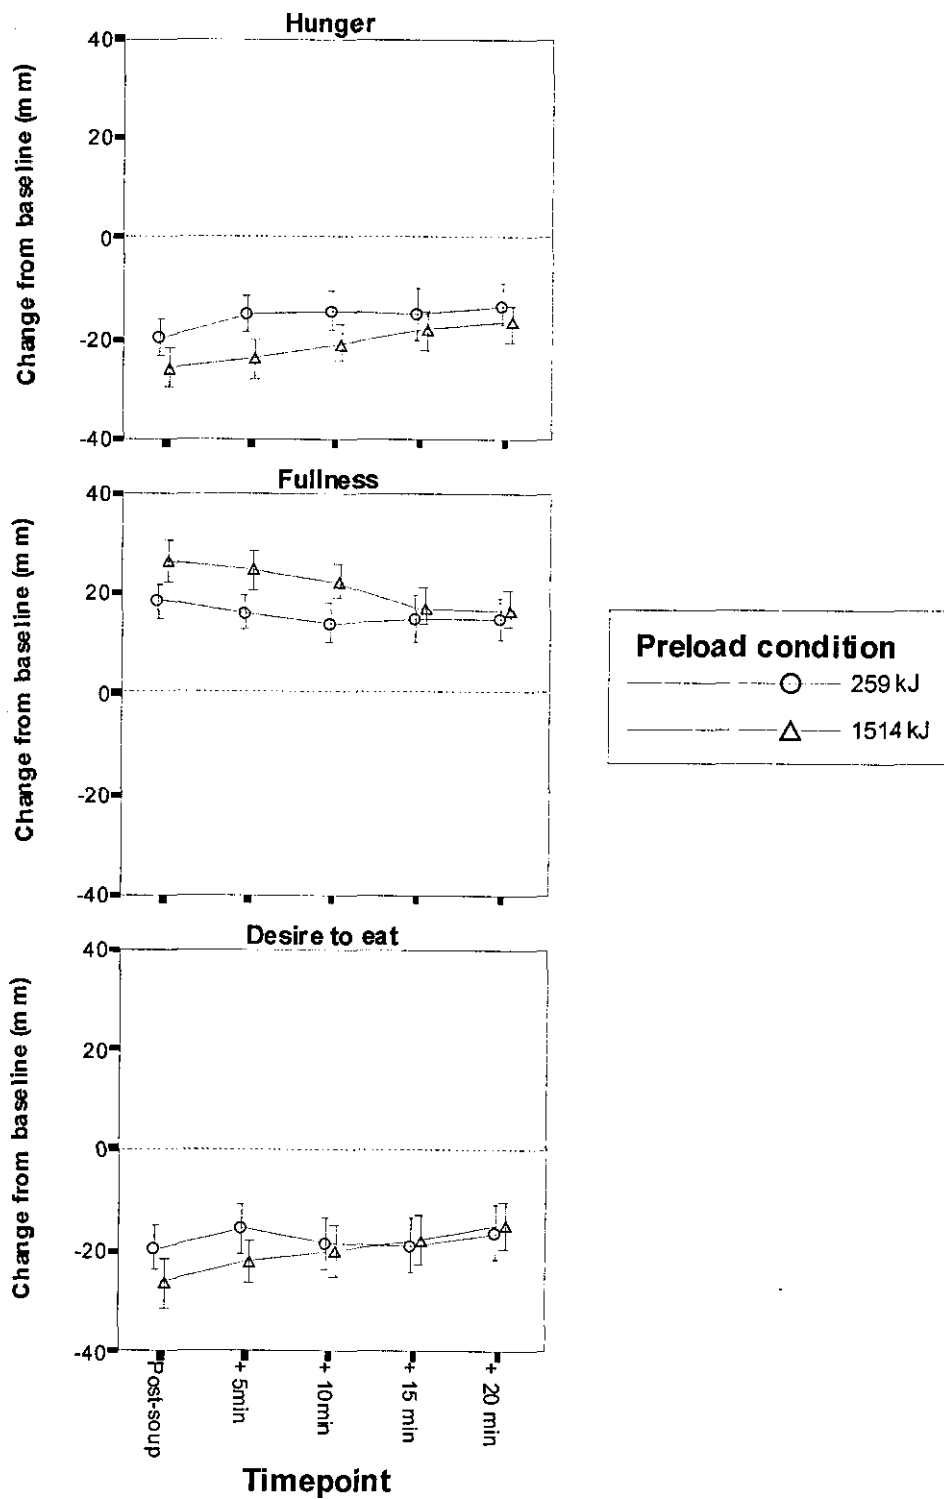 Hunger
40
20
0
-20
-40
Change from baseline (mm)
Fullness
40
20
0
-20
-40
Change from baseline (mm)
Preload condition
259 kJ
1514 kJ
Desire to eat
40
20
0
-20
-40
Change from baseline (mm)
Post-soup
+ 5min
+ 10min
+ 15 min
+ 20 min
Timepoint